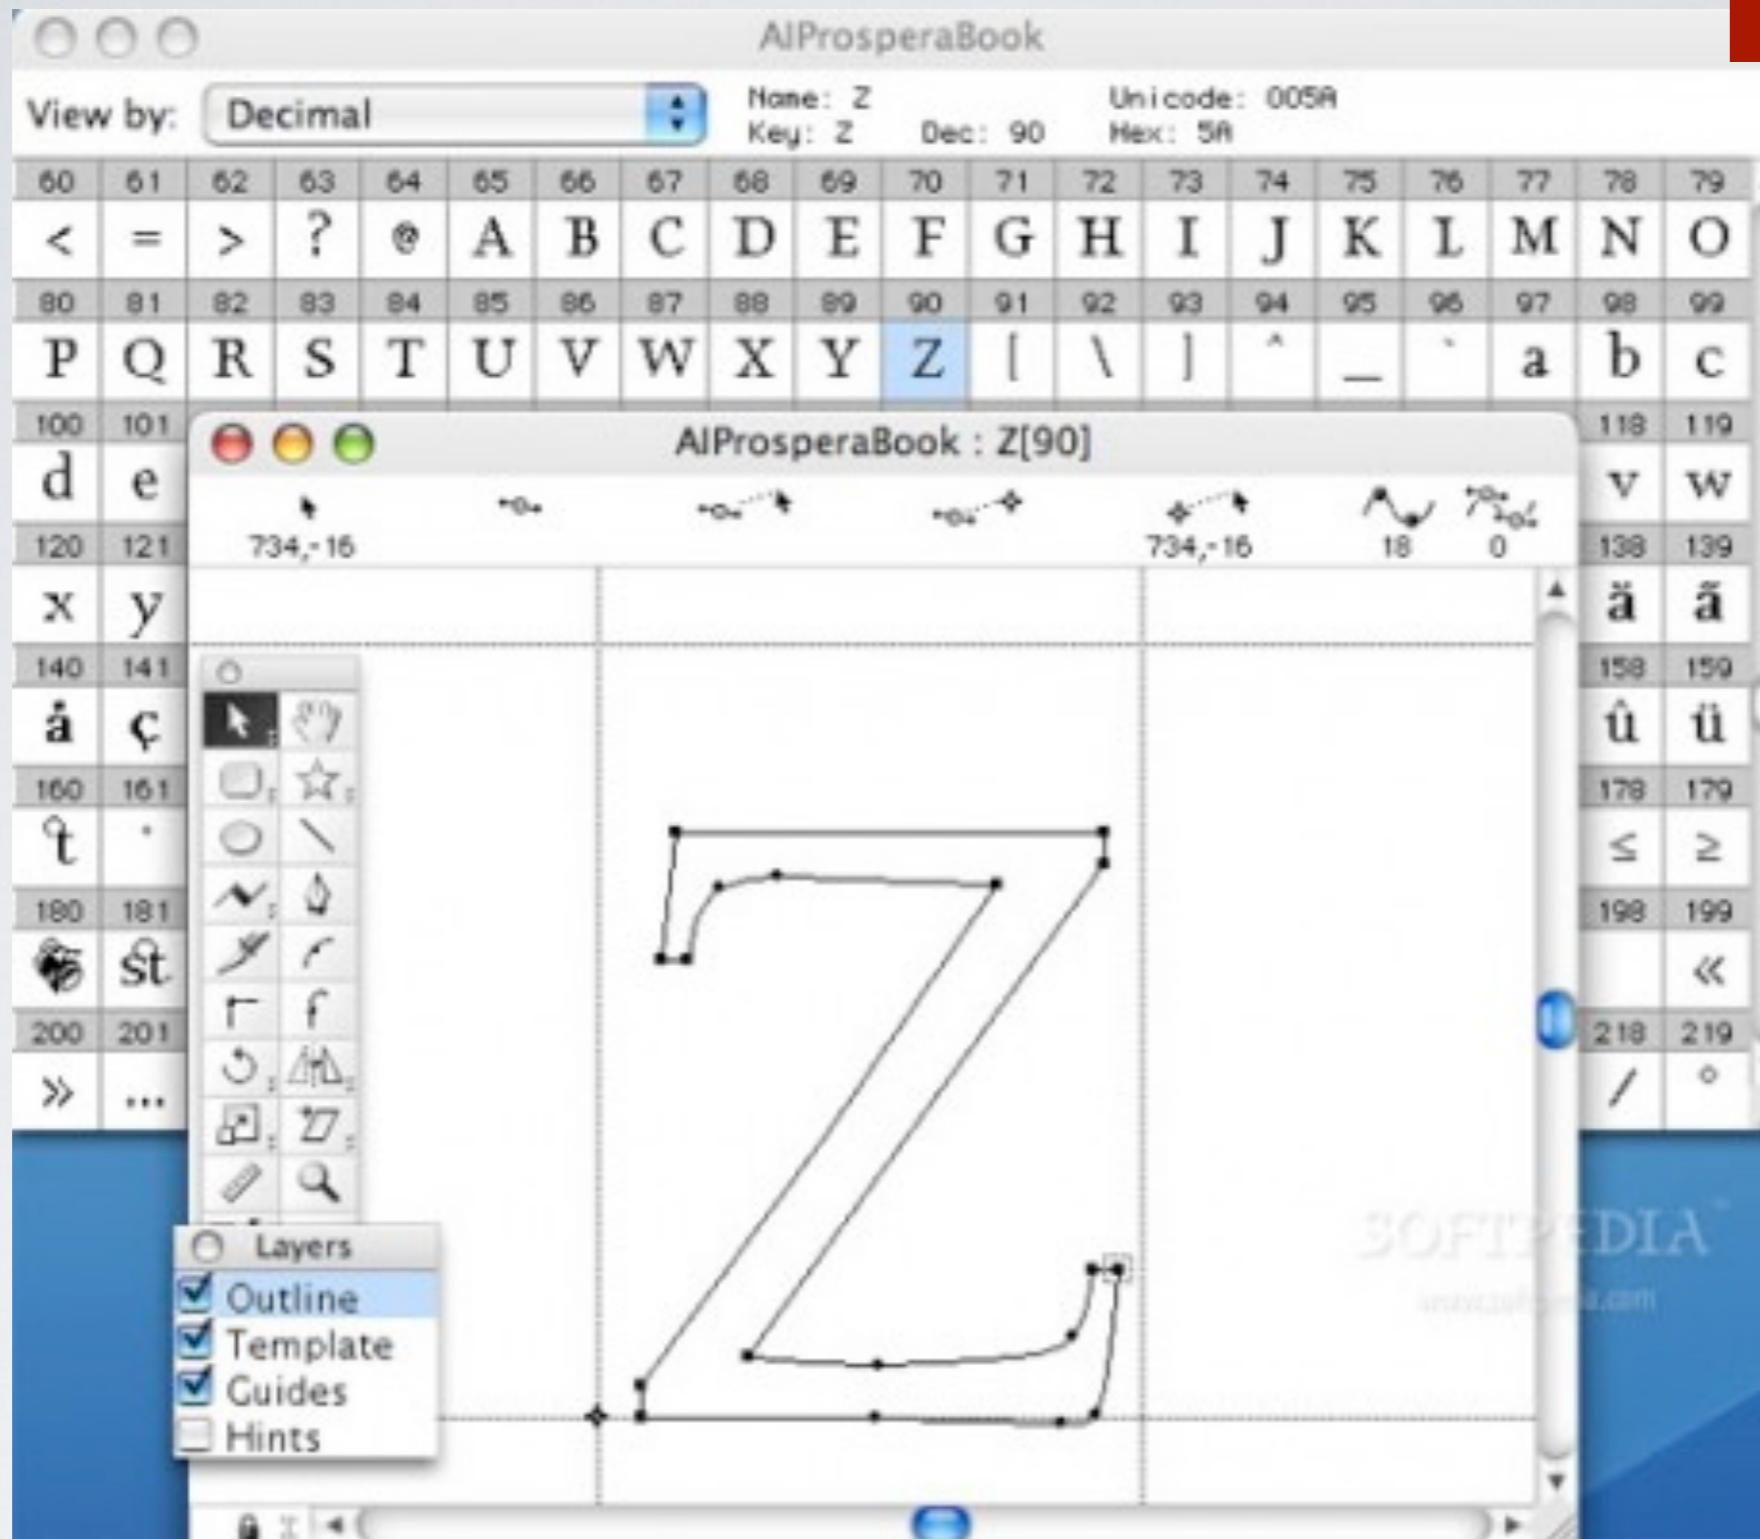 AIProsperaBook
View by: Decimal
Name: Z Unicode: 005A
Key: Z Dec: 90 Hex: 5A
60 61 62 63 64 65 66 67 68 69 70 71 72 73 74 75 76 77 78 79
< = > ? @ A B C D E F G H I J K L M N O
80 81 82 83 84 85 86 87 88 89 90 91 92 93 94 95 96 97 98 99
P Q R S T U V W X Y Z [ \ ] ^ _ ` a b c
100 101 118 119
d e v w
AIProsperaBook : Z[90]
734,-16 734,-16 18 0
120 121 138 139
x y ä ã
140 141 158 159
å ç û ü
160 161 178 179
t ≤ ≥
180 181 198 199
st «
200 201 218 219
» … / °
Z
SOFTPEDIA
Layers
Outline
Template
Guides
Hints